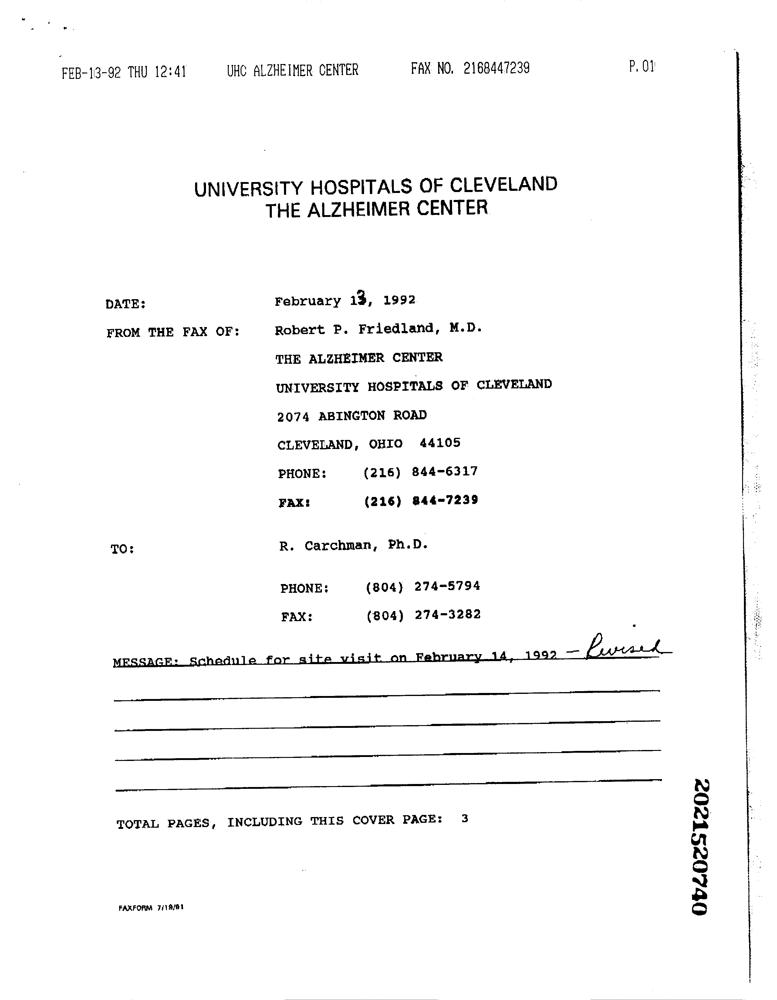 FEB-13-92 THU 12:41 UHC ALZHEIMER CENTER FAX NO. 2168447239 P.01
UNIVERSITY HOSPITALS OF CLEVELAND
THE ALZHEIMER CENTER
DATE: February 13, 1992
FROM THE FAX OF: Robert P. Friedland, M.D.
THE ALZHEIMER CENTER
UNIVERSITY HOSPITALS OF CLEVELAND
2074 ABINGTON ROAD
CLEVELAND, OHIO 44105
PHONE: (216) 844-6317
FAX: (216) 844-7239
TO: R. Carchman, Ph.D.
PHONE: (804) 274-5794
FAX: (804) 274-3282
MESSAGE: Schedule for site visit on February 14, 1992 - Revised
TOTAL PAGES, INCLUDING THIS COVER PAGE: 3
FAXFORM 7/19/91
2021520740